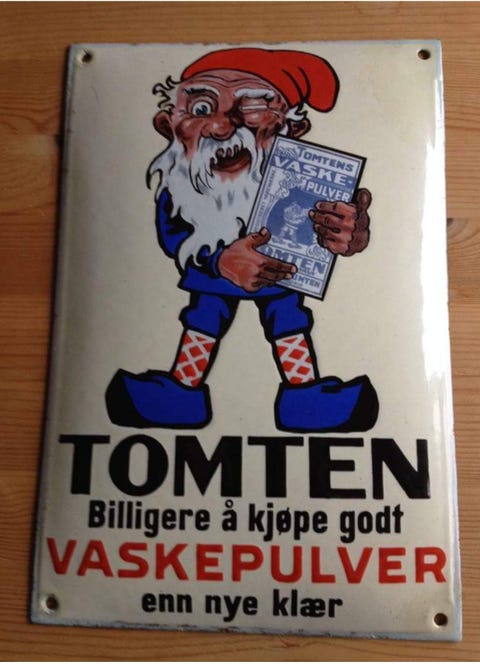 TOMTENS
VASKE-
PULVER
TOMTEN
TOMTEN
Billigere å kjøpe godt
VASKEPULVER
enn nye klær